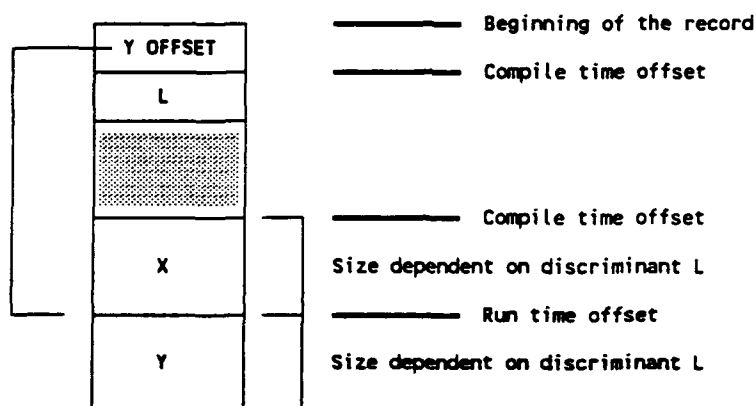 Beginning of the record
Y OFFSET
Compile time offset
L
Compile time offset
X
Size dependent on discriminant L
Run time offset
Y
Size dependent on discriminant L